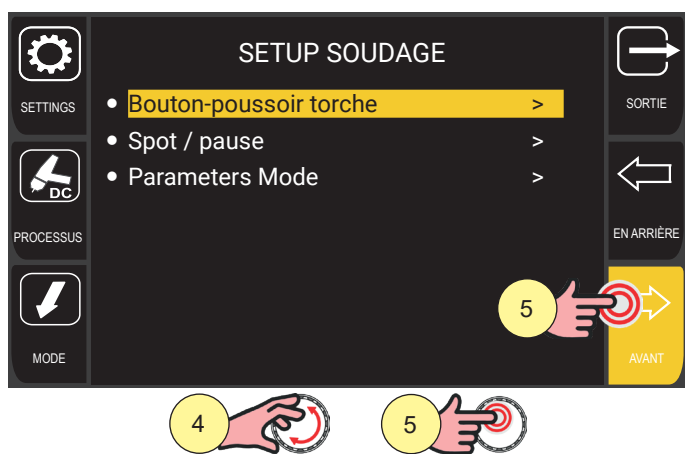 SETUP SOUDAGE
SETTINGS
Bouton-poussoir torche >
SORTIE
Spot / pause >
Parameters Mode >
DC
PROCESSUS
EN ARRIÈRE
5
MODE
AVANT
4
5